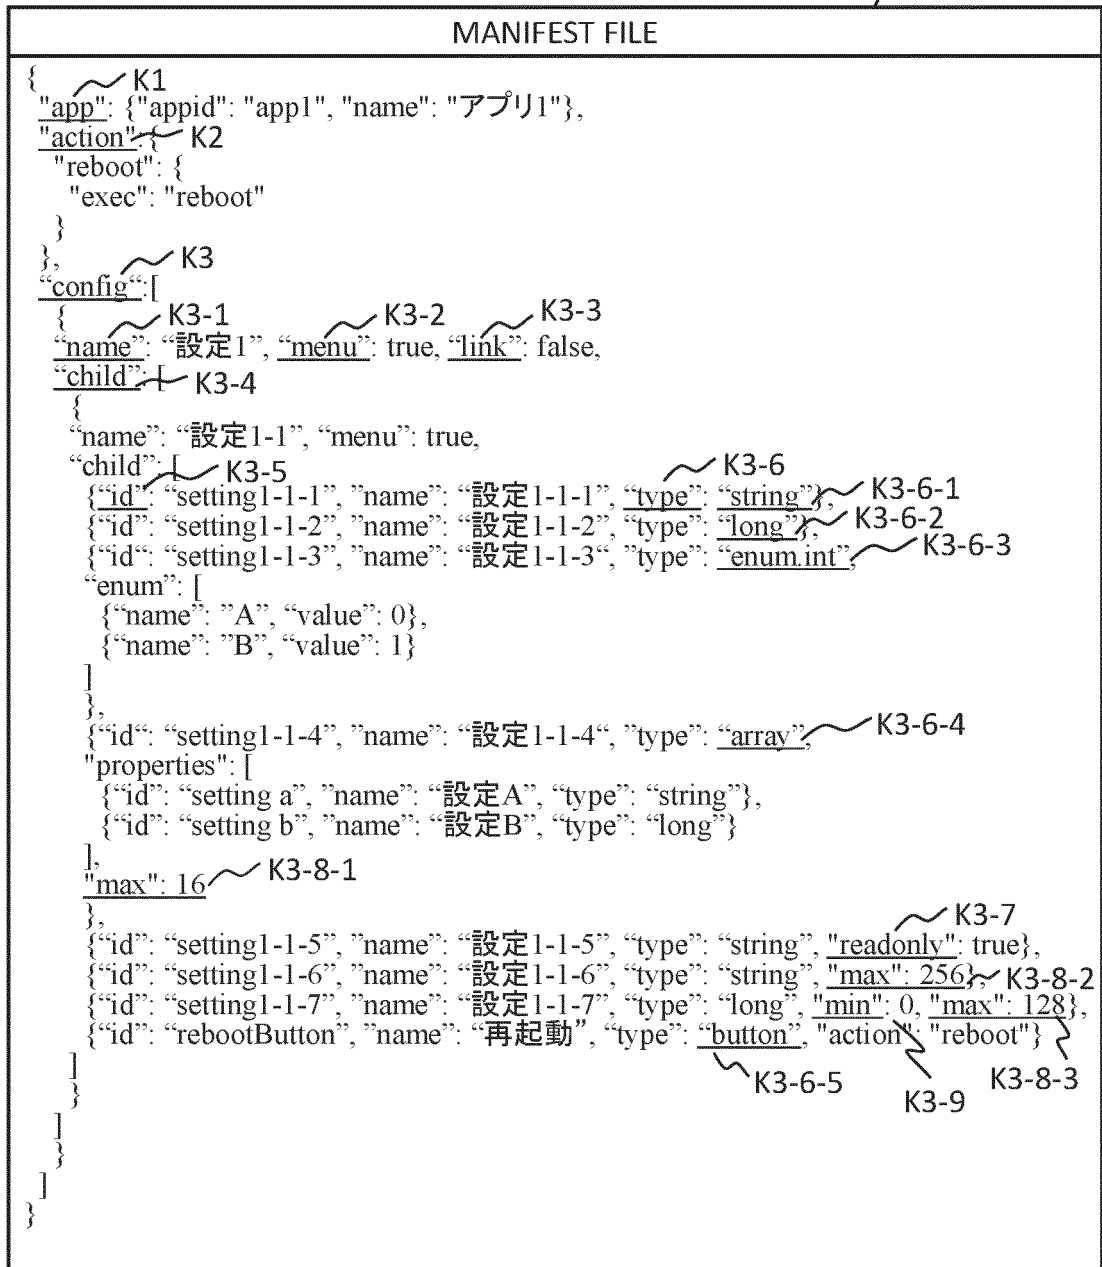 MANIFEST FILE
{
"app": {"appid": "app1", "name": "アプリ1"}, K1
"action":{ K2
"reboot": {
"exec": "reboot"
}
},
“config“:[ K3
{
“name”: “設定1”, “menu”: true, “link”: false, K3-1 K3-2 K3-3
“child”: [ K3-4
{
“name”: “設定1-1”, “menu”: true,
“child”: [
{“id”: “setting1-1-1”, ”name”: “設定1-1-1”, “type”: “string”}, K3-5 K3-6 K3-6-1
{“id”: “setting1-1-2”, ”name”: “設定1-1-2”, “type”: “long”}, K3-6-2
{“id”: “setting1-1-3”, ”name”: “設定1-1-3“, ”type”: “enum.int”, K3-6-3
“enum”: [
{“name”: ”A”, “value”: 0},
{“name”: ”B”, “value”: 1}
]
},
{“id“: “setting1-1-4”, ”name”: “設定1-1-4“, ”type”: “array”, K3-6-4
"properties": [
{“id”: “setting a”, ”name”: “設定A”, “type”: “string”},
{“id”: “setting b”, ”name”: “設定B”, “type”: “long”}
],
"max": 16 K3-8-1
},
{“id”: “setting1-1-5”, ”name”: “設定1-1-5”, “type”: “string”, "readonly": true}, K3-7
{“id”: “setting1-1-6”, ”name”: “設定1-1-6”, “type”: “string”, "max": 256}, K3-8-2
{“id”: “setting1-1-7”, ”name”: “設定1-1-7”, “type”: “long”, "min": 0, "max": 128},
{“id”: “rebootButton”, “name”: “再起動”, “type”: “button”, "action": "reboot"}
] K3-6-5 K3-9 K3-8-3
}
]
}
]
}